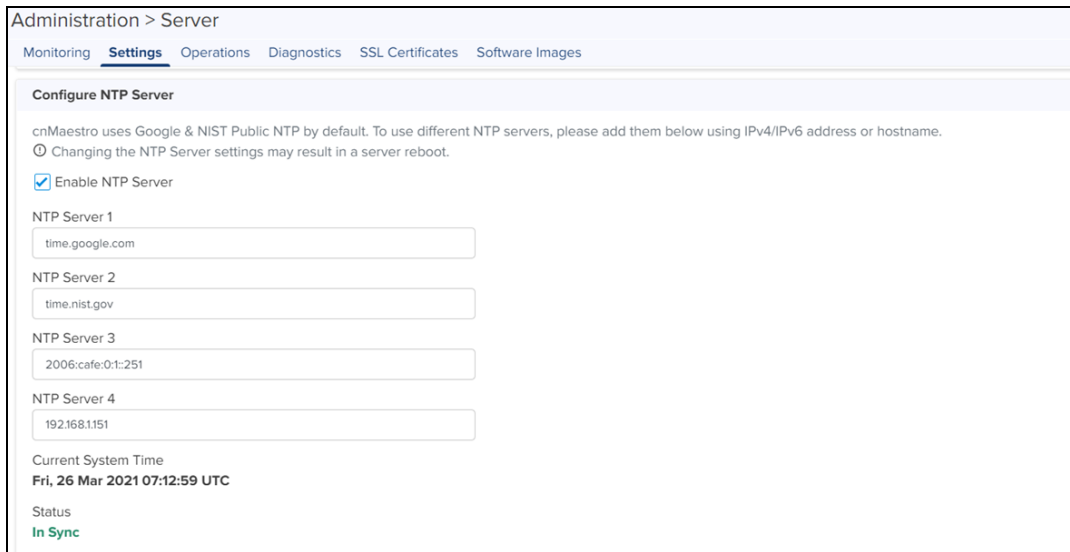 Administration > Server
Monitoring Settings Operations Diagnostics SSL Certificates Software Images
Configure NTP Server
cnMaestro uses Google & NIST Public NTP by default. To use different NTP servers, please add them below using IPv4/IPv6 address or hostname.
Changing the NTP Server settings may result in a server reboot.
Enable NTP Server
NTP Server 1
time.google.com
NTP Server 2
time.nist.gov
NTP Server 3
2006:cafe:0:1::251
NTP Server 4
192.168.1.151
Current System Time
Fri, 26 Mar 2021 07:12:59 UTC
Status
In Sync